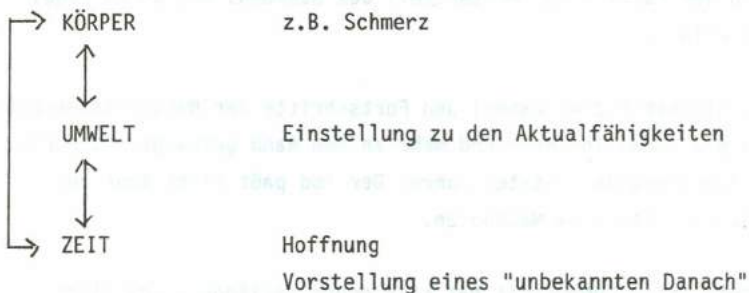 KÖRPER z.B. Schmerz
UMWELT Einstellung zu den Aktualfähigkeiten
ZEIT Hoffnung
Vorstellung eines "unbekannten Danach"